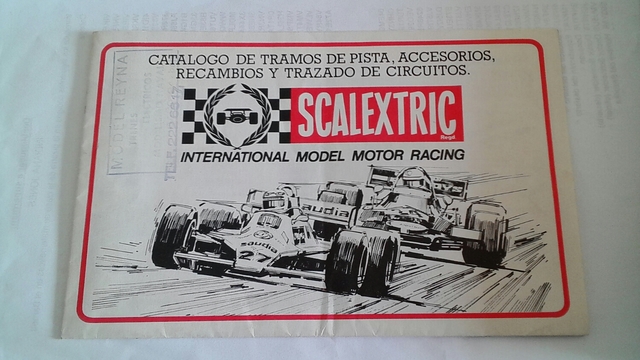 CATALOGO DE TRAMOS DE PISTA, ACCESORIOS,
RECAMBIOS Y TRAZADO DE CIRCUITOS.
SCALEXTRIC
Regd.
INTERNATIONAL MODEL MOTOR RACING
MODEL REYNA
saudia
saudia
27